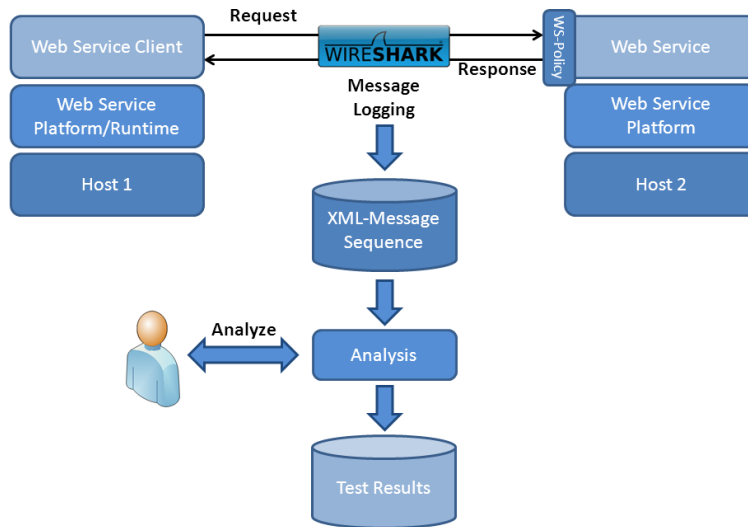 Request
Web Service Client
WIRESHARK
WS-Policy
Web Service
Response
Message
Logging
Web Service
Platform/Runtime
Web Service
Platform
Host 1
Host 2
XML-Message
Sequence
Analyze
Analysis
Test Results